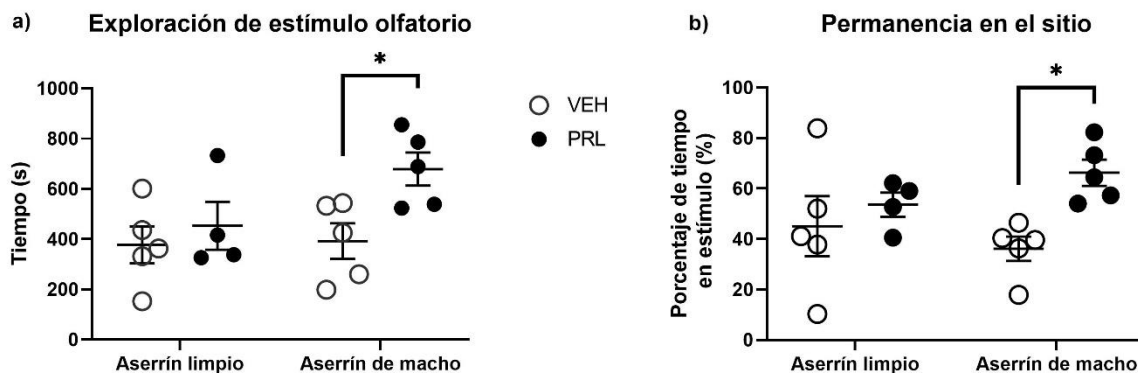 a) Exploración de estímulo olfatorio
*
1000
800
600
400
200
0
Tiempo (s)
Aserrín limpio
Aserrín de macho
VEH
PRL
b) Permanencia en el sitio
*
100
80
60
40
20
0
Porcentaje de tiempo
en estímulo (%)
Aserrín limpio
Aserrín de macho